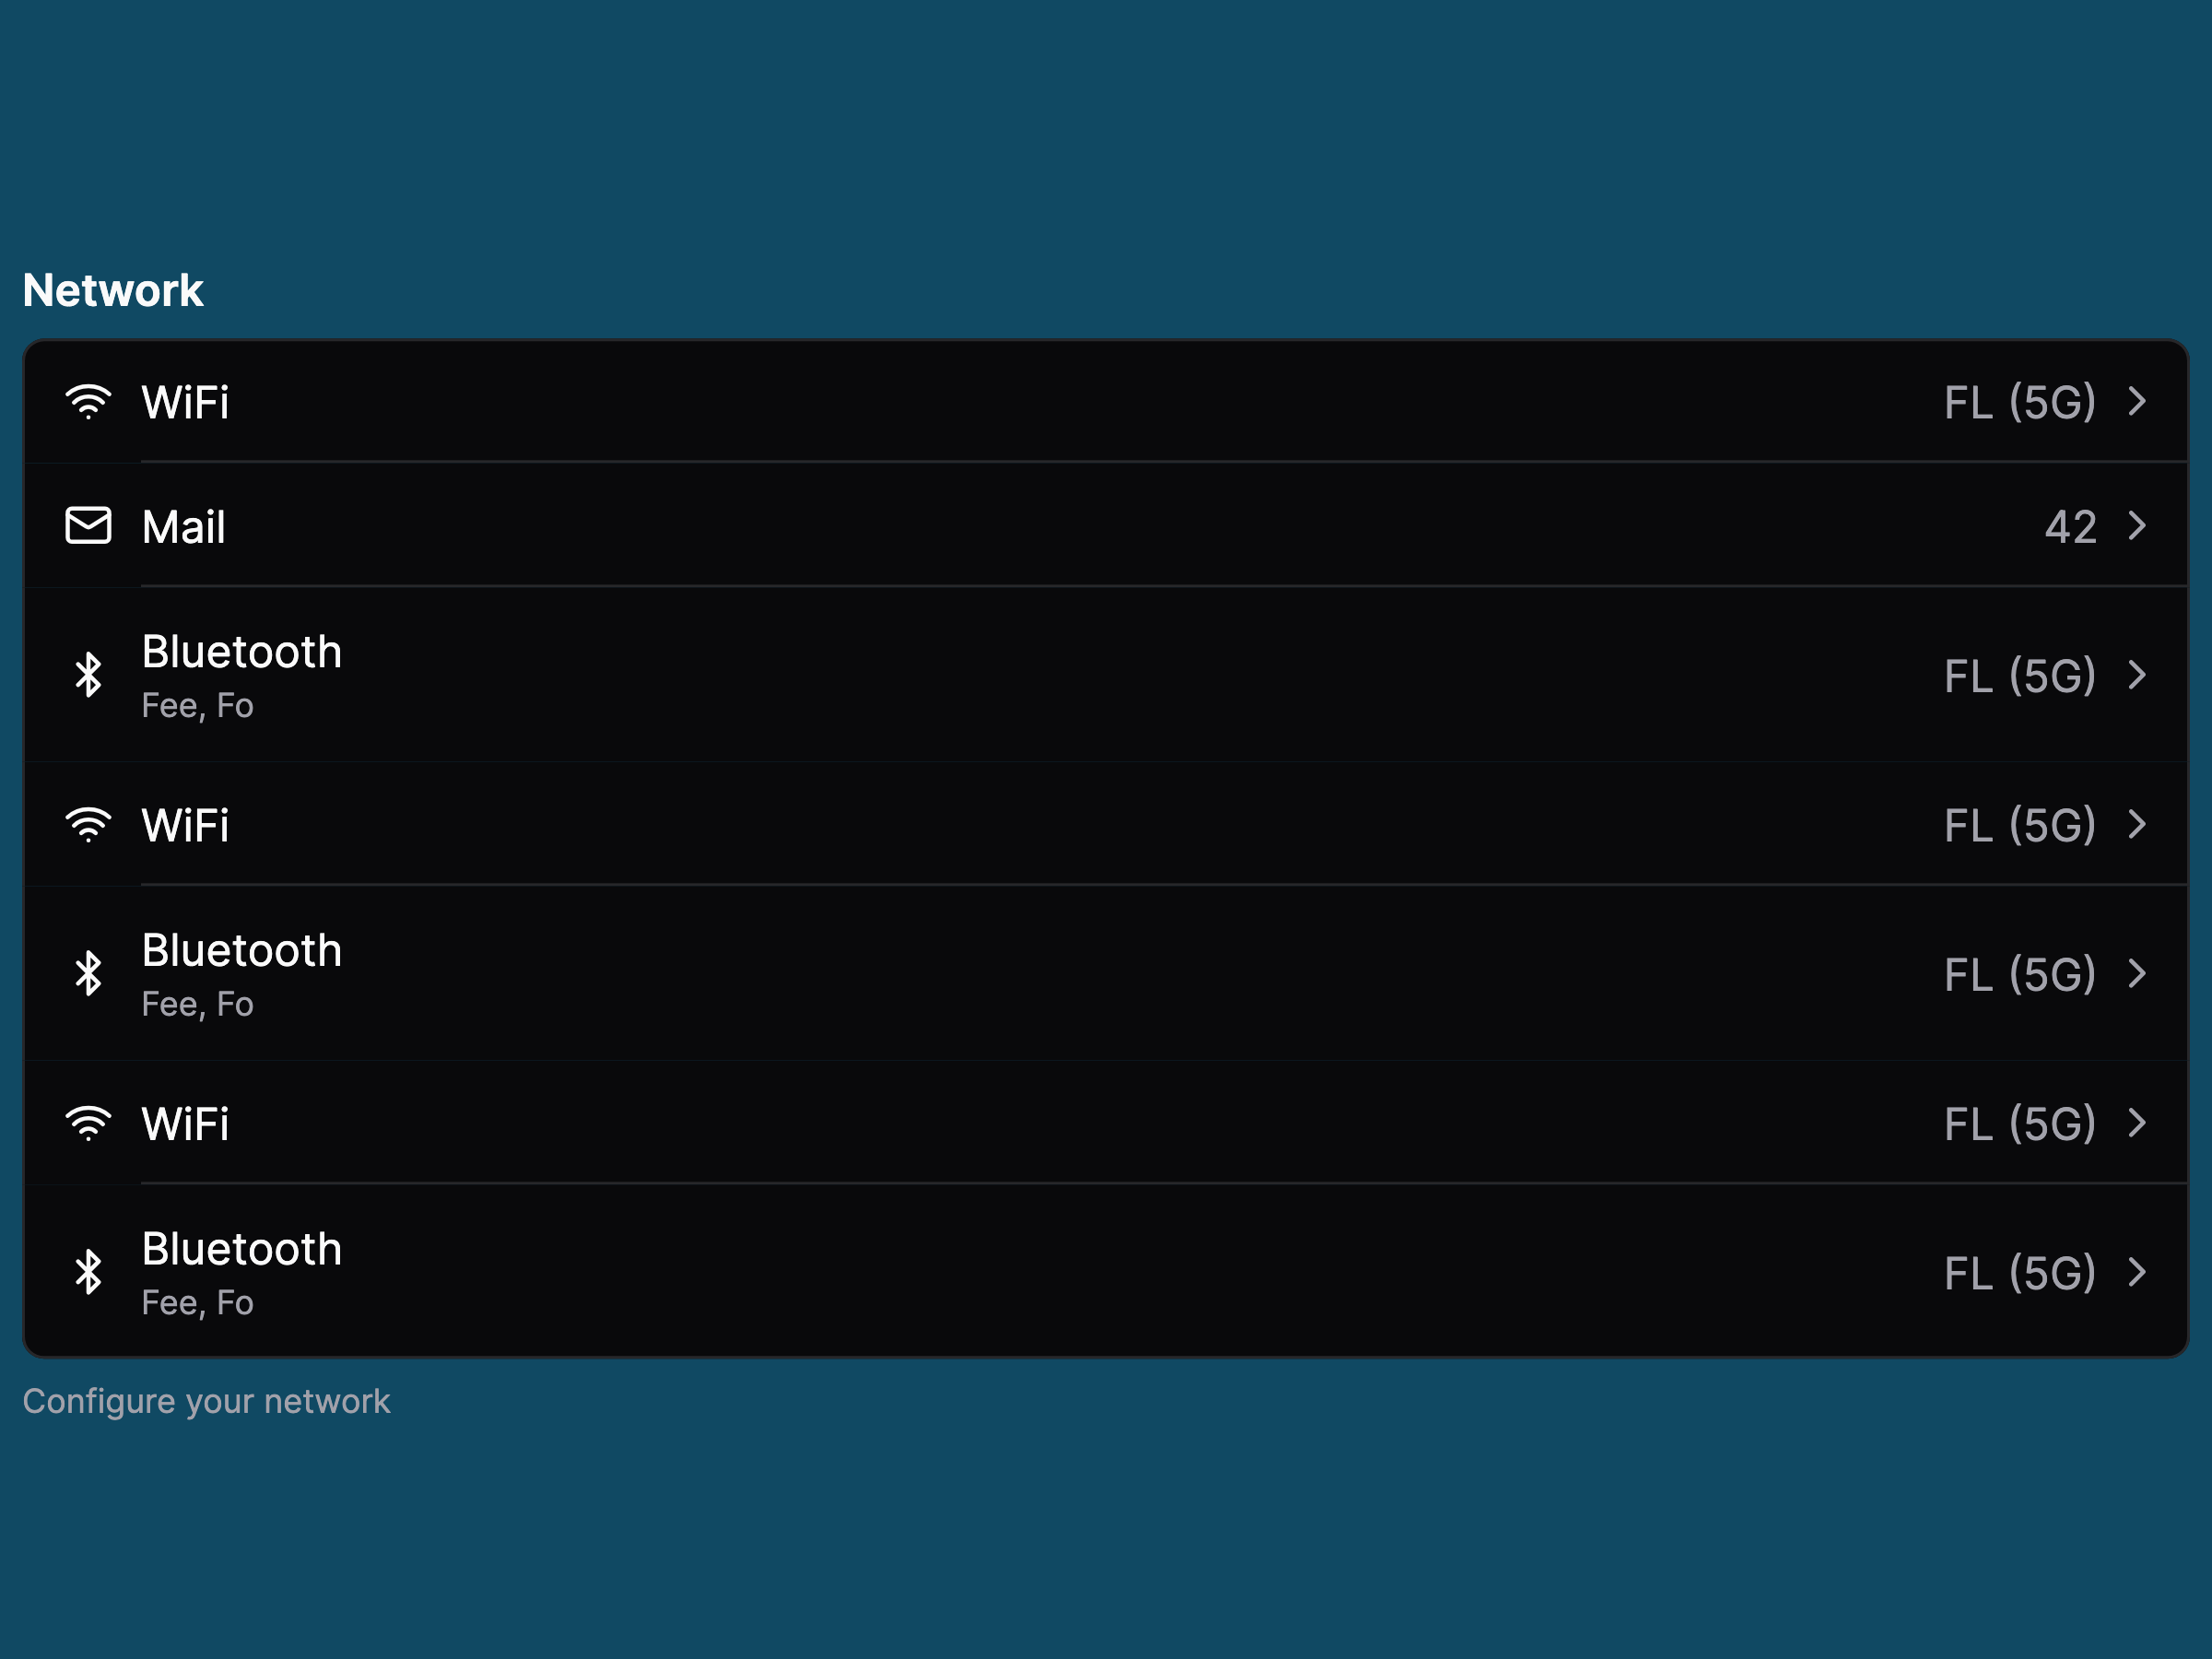 Network
WiFi FL (5G)
Mail 42
Bluetooth
Fee, Fo
FL (5G)
WiFi FL (5G)
Bluetooth
Fee, Fo
FL (5G)
WiFi FL (5G)
Bluetooth
Fee, Fo
FL (5G)
Configure your network